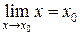 lim x = x₀
x→x₀